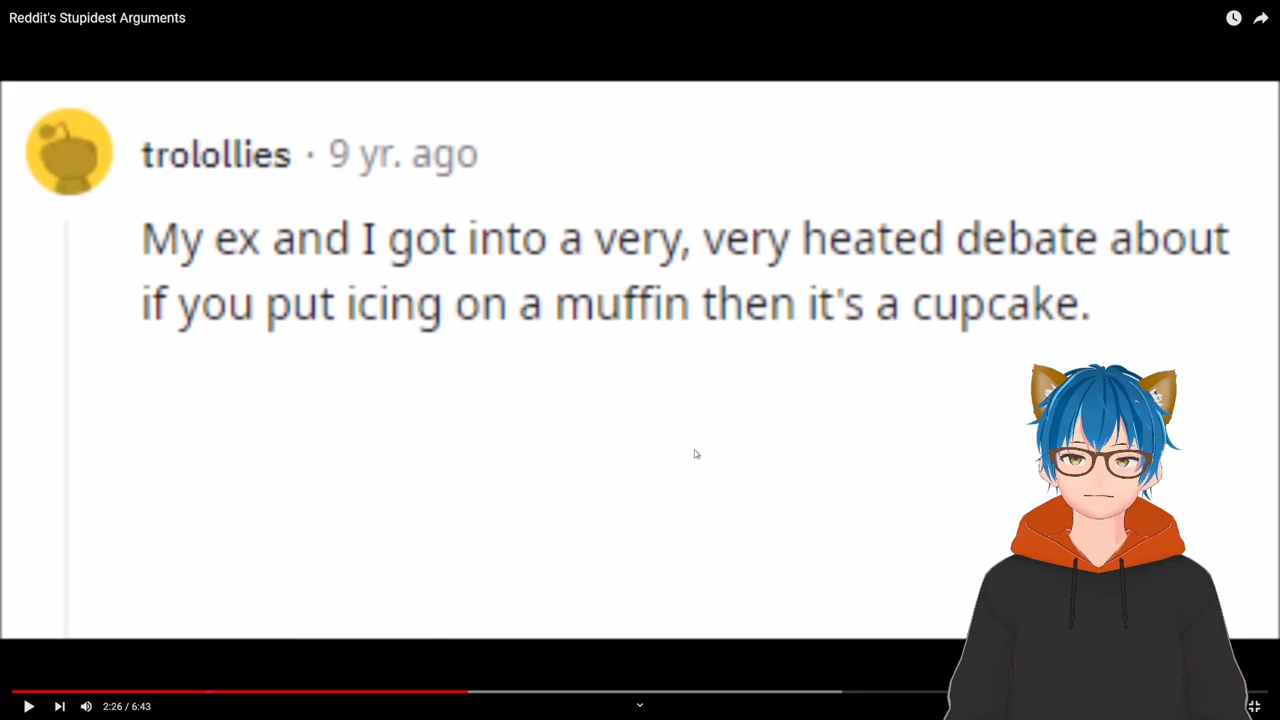 Reddit's Stupidest Arguments
trolollies · 9 yr. ago
My ex and I got into a very, very heated debate about
if you put icing on a muffin then it's a cupcake.
2:26 / 6:43